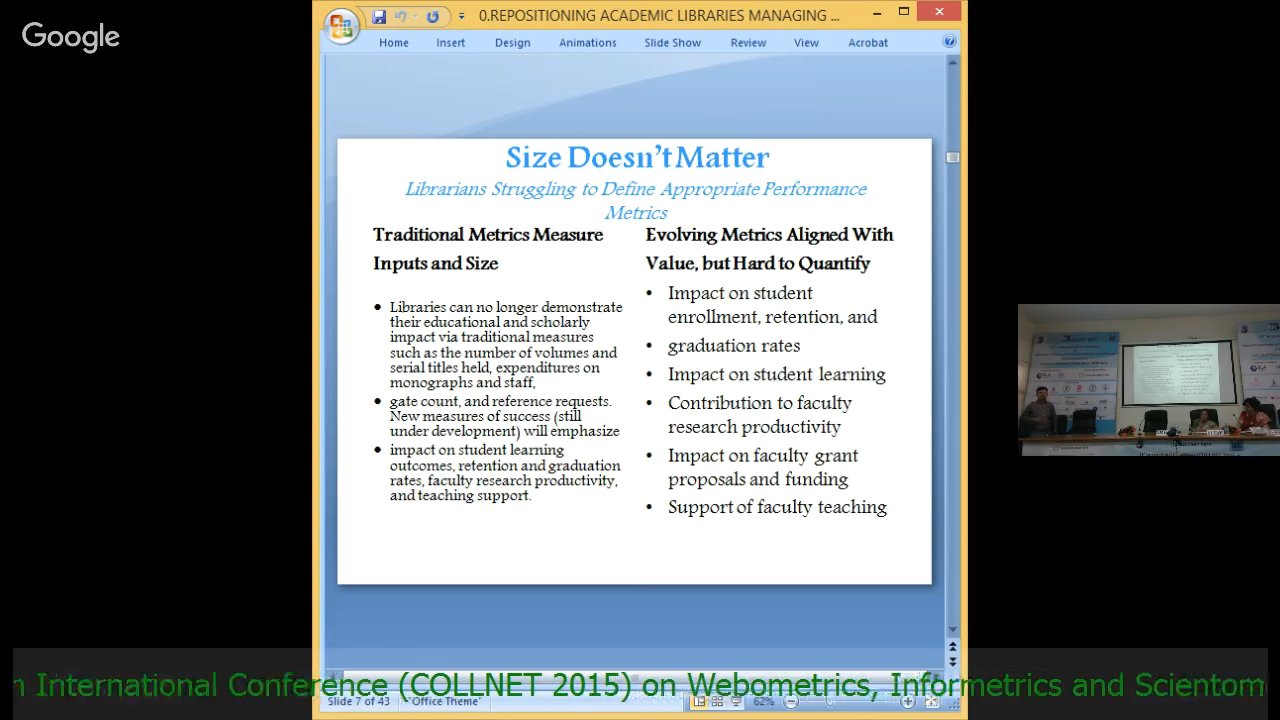 Google
0.REPOSITIONING ACADEMIC LIBRARIES MANAGING ...
Home Insert Design Animations Slide Show Review View Acrobat
Size Doesn't Matter
Librarians Struggling to Define Appropriate Performance
Metrics
Traditional Metrics Measure
Inputs and Size
• Libraries can no longer demonstrate
their educational and scholarly
impact via traditional measures
such as the number of volumes and
serial titles held, expenditures on
monographs and staff,
• gate count, and reference requests.
New measures of success (still
under development) will emphasize
• impact on student learning
outcomes, retention and graduation
rates, faculty research productivity,
and teaching support.
Evolving Metrics Aligned With
Value, but Hard to Quantify
• Impact on student
enrollment, retention, and
• graduation rates
• Impact on student learning
• Contribution to faculty
research productivity
• Impact on faculty grant
proposals and funding
• Support of faculty teaching
n International Conference (COLLNET 2015) on Webometrics, Informetrics and Scientom
Slide 7 of 43 "Office Theme" 62%